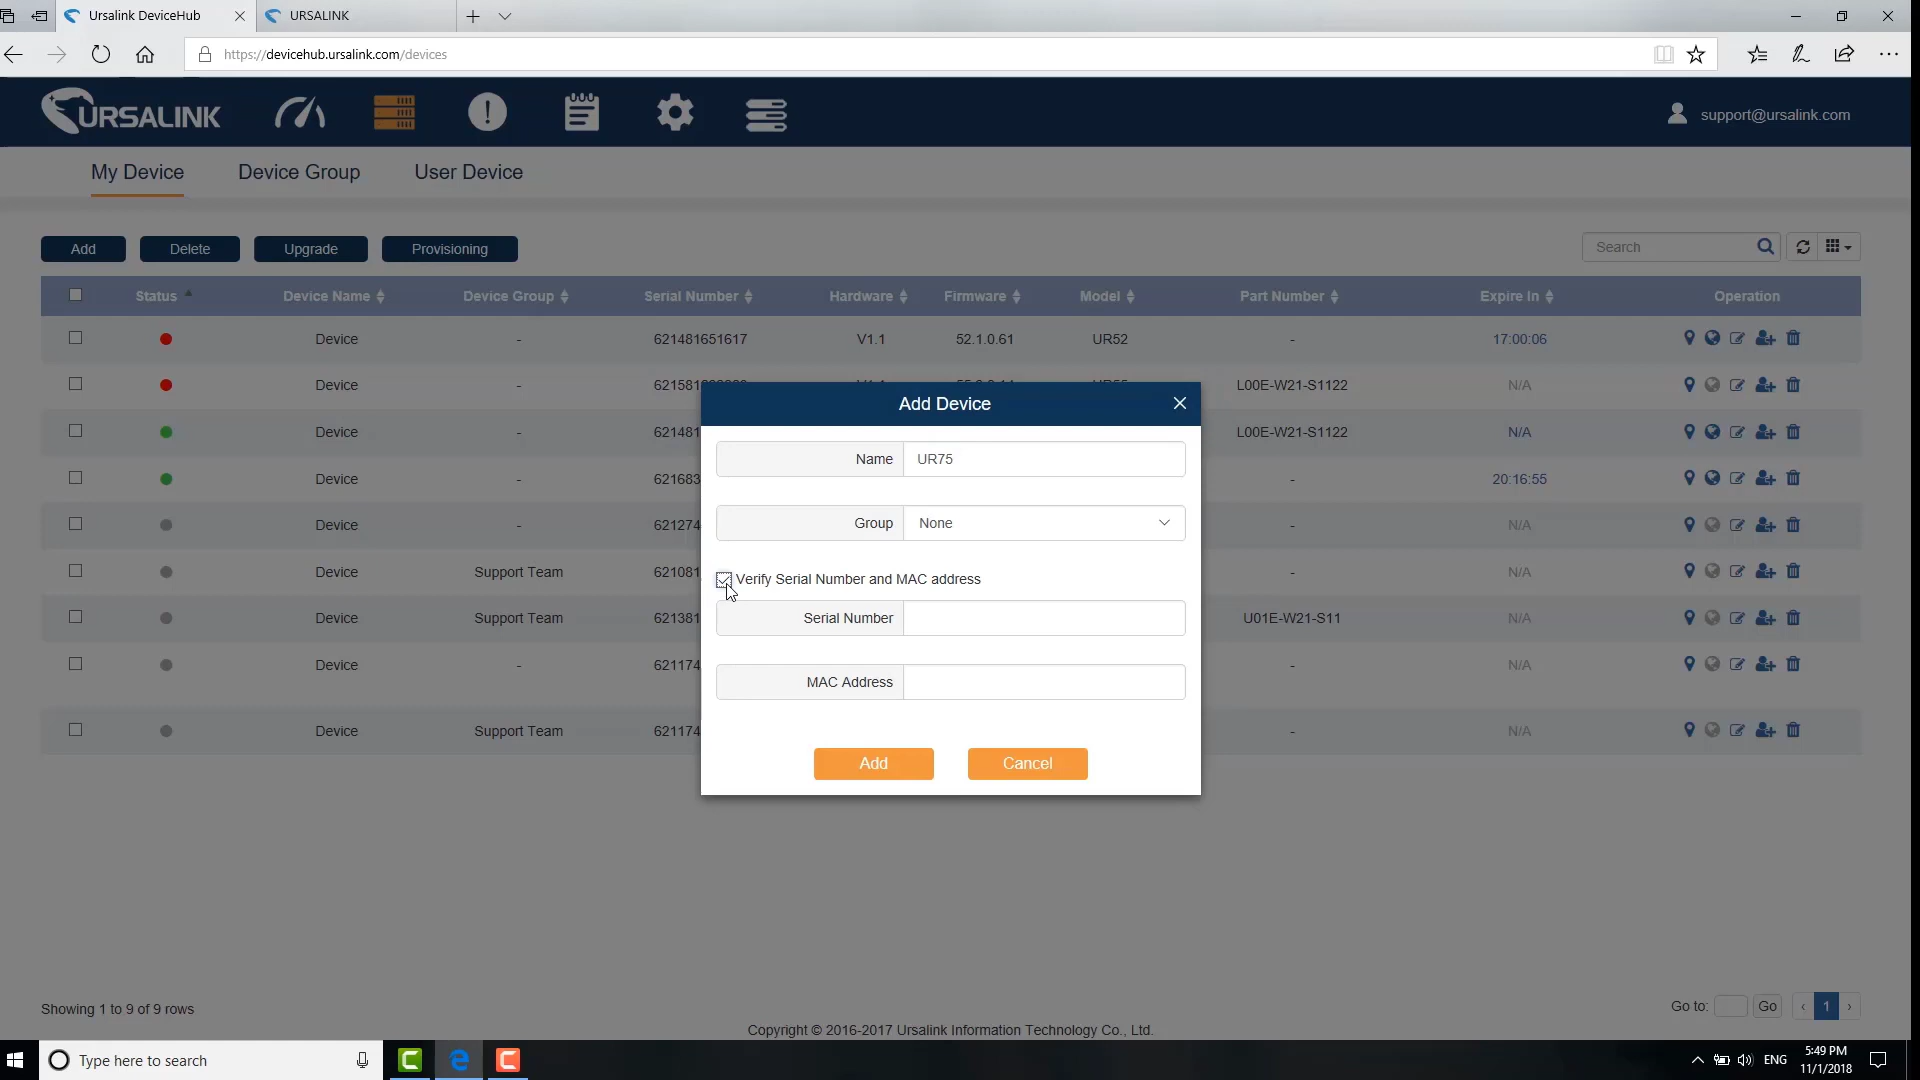 Ursalink DeviceHub
URSALINK
https://devicehub.ursalink.com/devices
URSALINK
support@ursalink.com
My Device Device Group User Device
Add Delete Upgrade Provisioning
Search
Status Device Name Device Group Serial Number Hardware Firmware Model Part Number Expire In Operation
Device - 621481651617 V1.1 52.1.0.61 UR52 - 17:00:06
Device - 621581 L00E-W21-S1122 N/A
Device - 621481 L00E-W21-S1122 N/A
Device - 621683 - 20:16:55
Device - 621274 - N/A
Device Support Team 621081 - N/A
Device Support Team 621381 U01E-W21-S11 N/A
Device - 621174 - N/A
Device Support Team 621174 - N/A
Add Device
Name UR75
Group None
Verify Serial Number and MAC address
Serial Number
MAC Address
Add Cancel
Showing 1 to 9 of 9 rows
Go to: Go ‹ 1 ›
Copyright © 2016-2017 Ursalink Information Technology Co., Ltd.
Type here to search
ENG
5:49 PM
11/1/2018